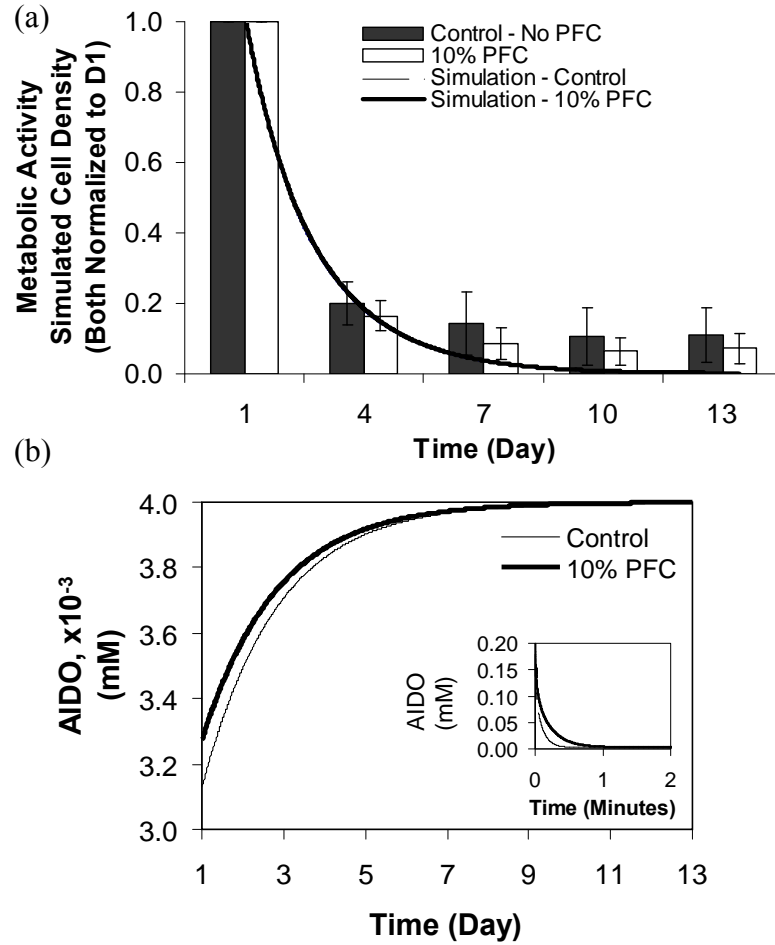 (a)
Control - No PFC
10% PFC
Simulation - Control
Simulation - 10% PFC
Metabolic Activity
Simulated Cell Density
(Both Normalized to D1)
1.0
0.8
0.6
0.4
0.2
0.0
1 4 7 10 13
Time (Day)
(b)
AIDO, x10-3
(mM)
4.0
3.8
3.6
3.4
3.2
3.0
Control
10% PFC
AIDO
(mM)
0.20
0.15
0.10
0.05
0.00
0 1 2
Time (Minutes)
1 3 5 7 9 11 13
Time (Day)